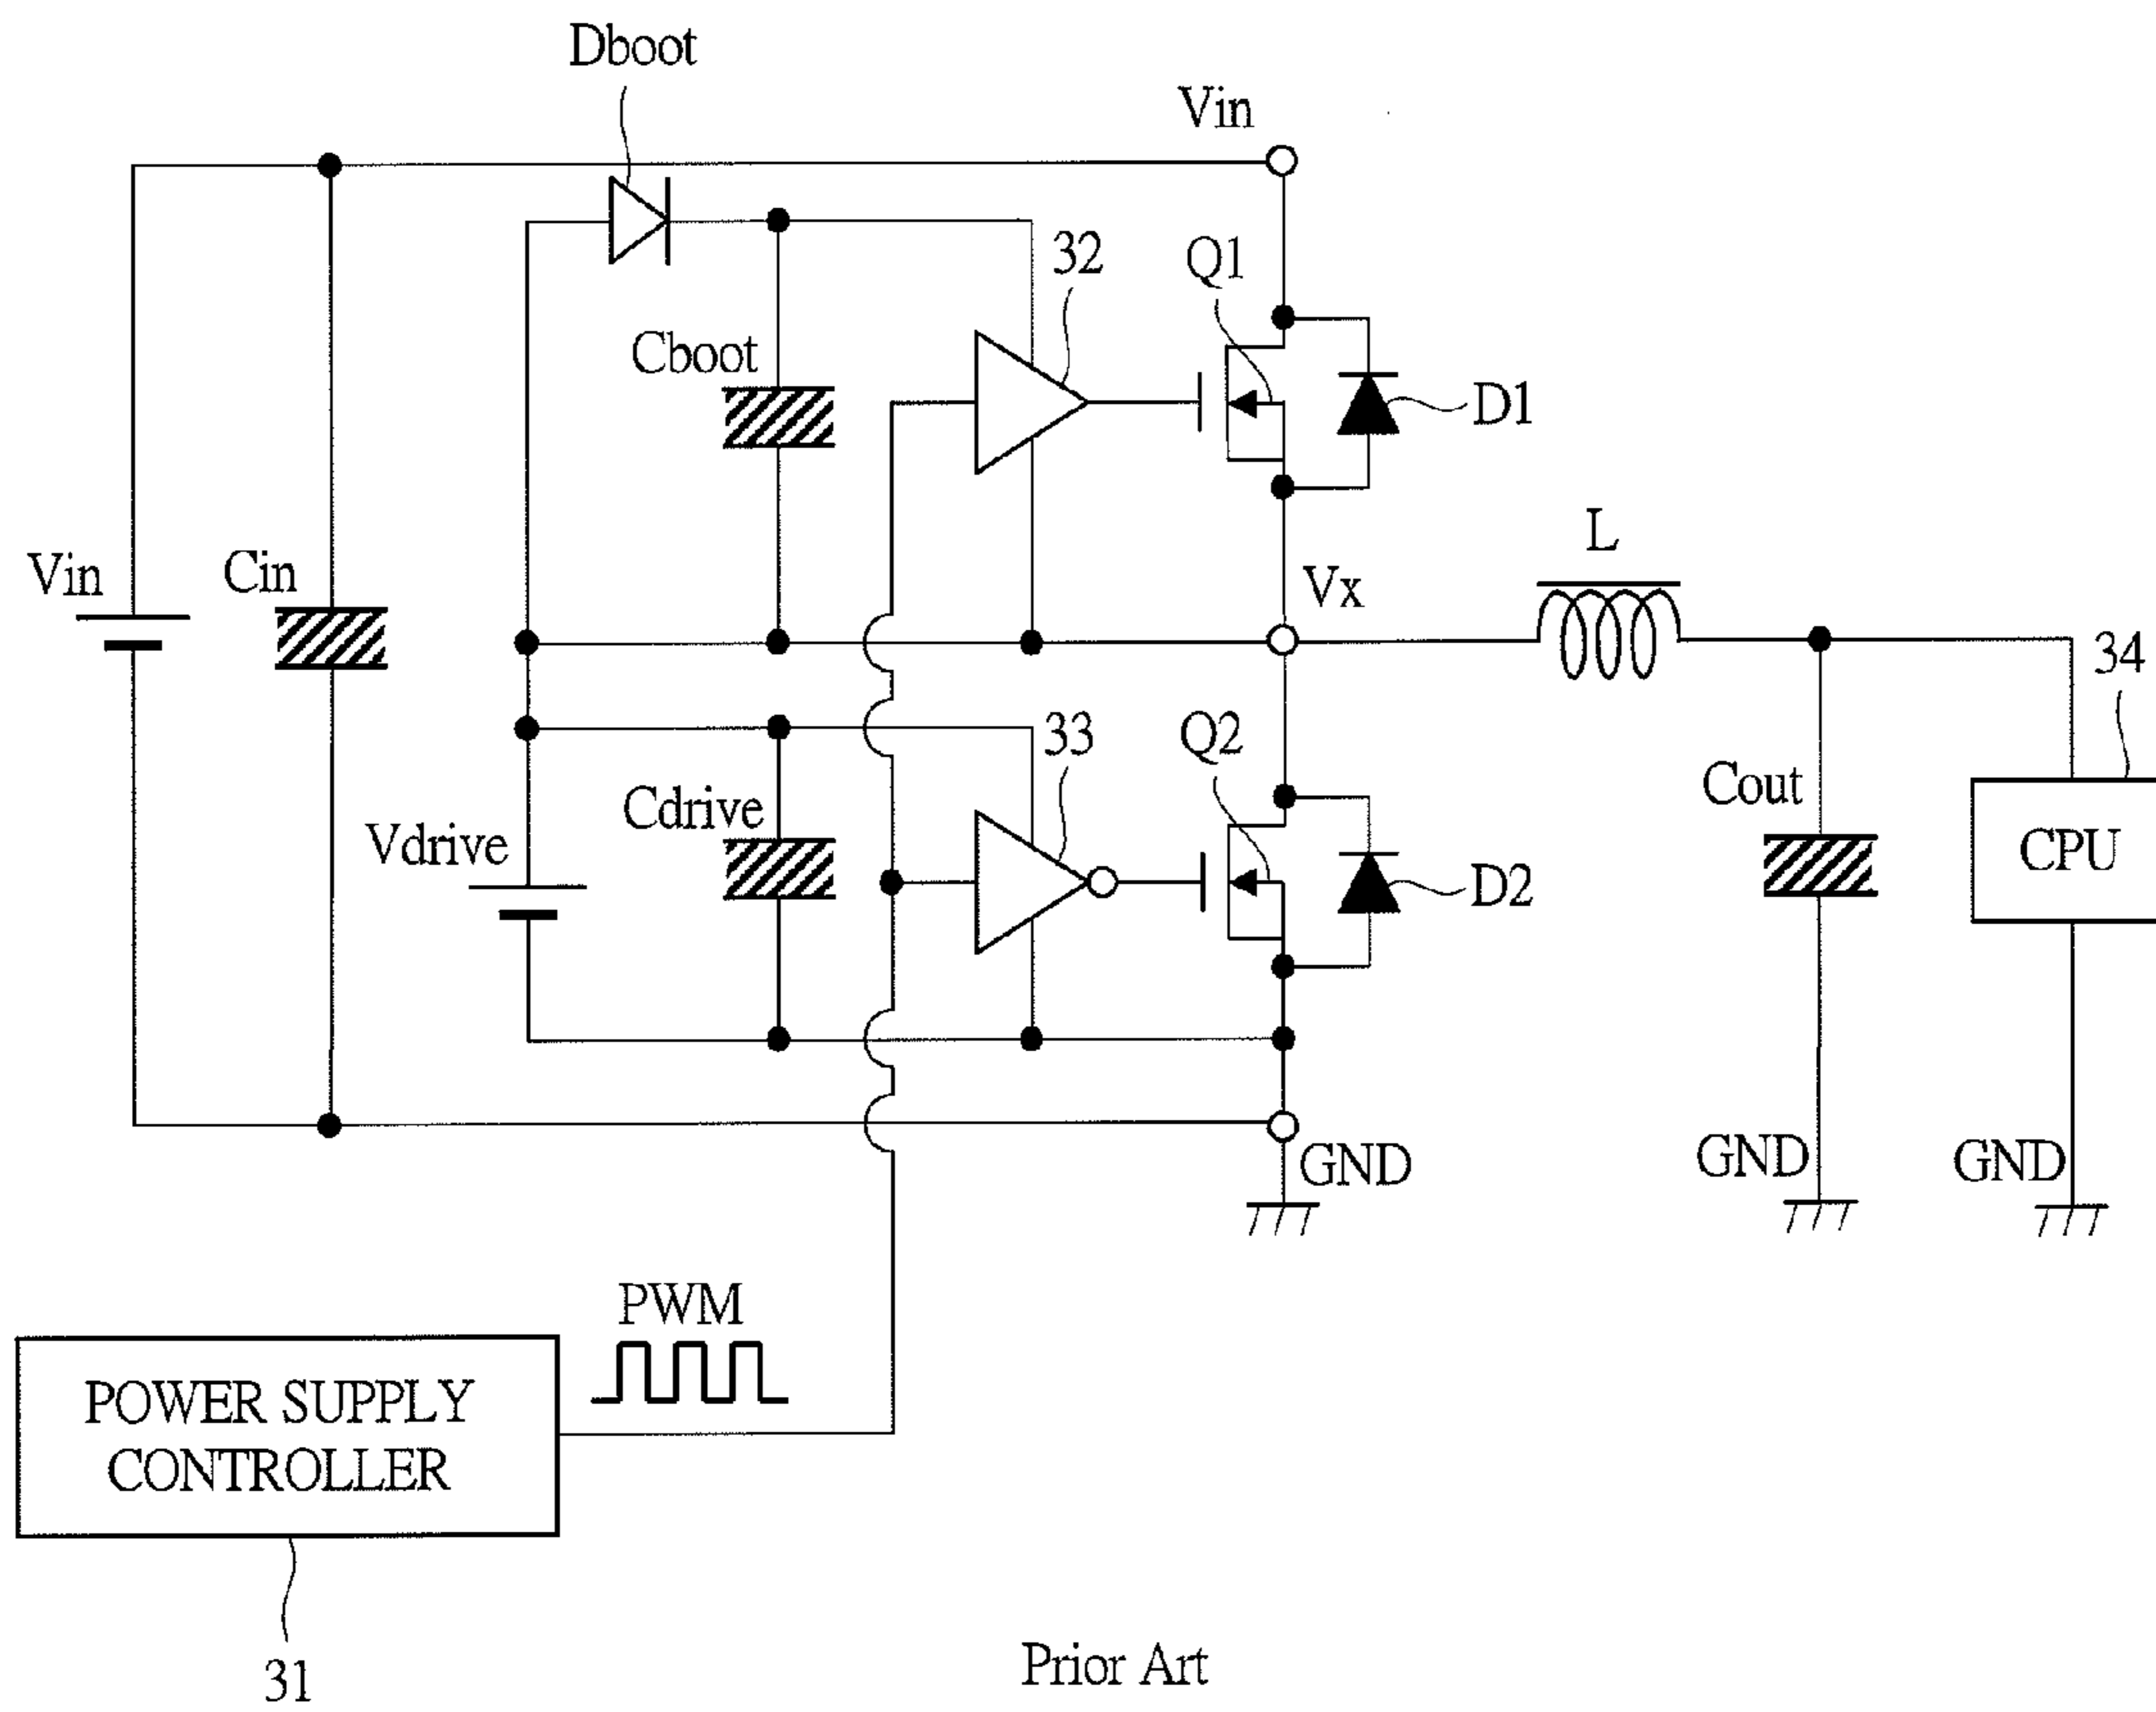 Dboot
Vin
32
Q1
Cboot
D1
L
Vin
Cin
Vx
34
33
Q2
Cout
Cdrive
Vdrive
CPU
D2
GND
GND
GND
PWM
POWER SUPPLY
CONTROLLER
31
Prior Art